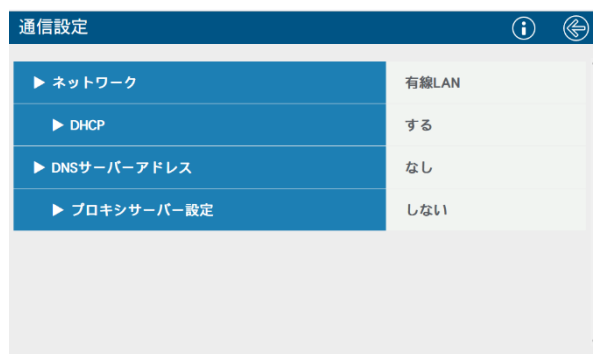 通信設定
▶ ネットワーク 有線LAN
▶ DHCP する
▶ DNSサーバーアドレス なし
▶ プロキシサーバー設定 しない